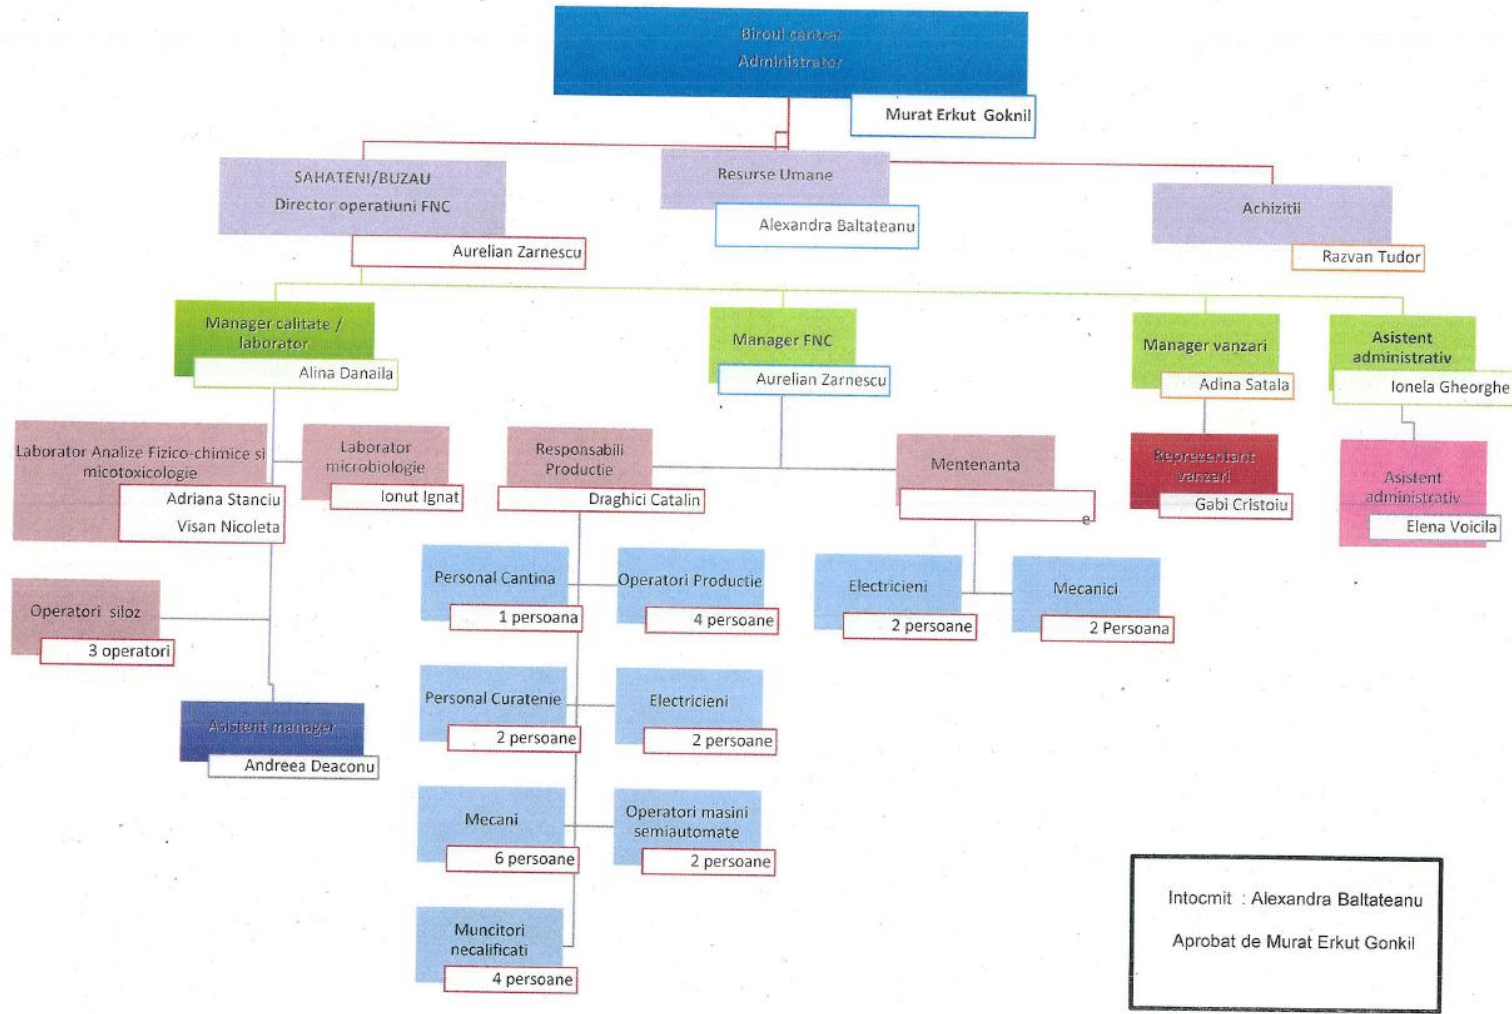 Biroul central
Administrator
Murat Erkut Goknil
SAHATENI/BUZAU
Director operatiuni FNC
Aurelian Zarnescu
Resurse Umane
Alexandra Baltateanu
Achizitii
Razvan Tudor
Manager calitate /
laborator
Alina Danaila
Manager FNC
Aurelian Zarnescu
Manager vanzari
Adina Satala
Asistent
administrativ
Ionela Gheorghe
Laborator Analize Fizico-chimice si
micotoxicologie
Adriana Stanciu
Visan Nicoleta
Laborator
microbiologie
Ionut Ignat
Responsabili
Productie
Draghici Catalin
Mentenanta
e
Reprezentant
vanzari
Gabi Cristoiu
Asistent
administrativ
Elena Voicila
Operatori siloz
3 operatori
Asistent manager
Andreea Deaconu
Personal Cantina
1 persoana
Operatori Productie
4 persoane
Electricieni
2 persoane
Mecanici
2 Persoana
Personal Curatenie
2 persoane
Electricieni
2 persoane
Mecani
6 persoane
Operatori masini
semiautomate
2 persoane
Muncitori
necalificati
4 persoane
Intocmit : Alexandra Baltateanu
Aprobat de Murat Erkut Gonkil